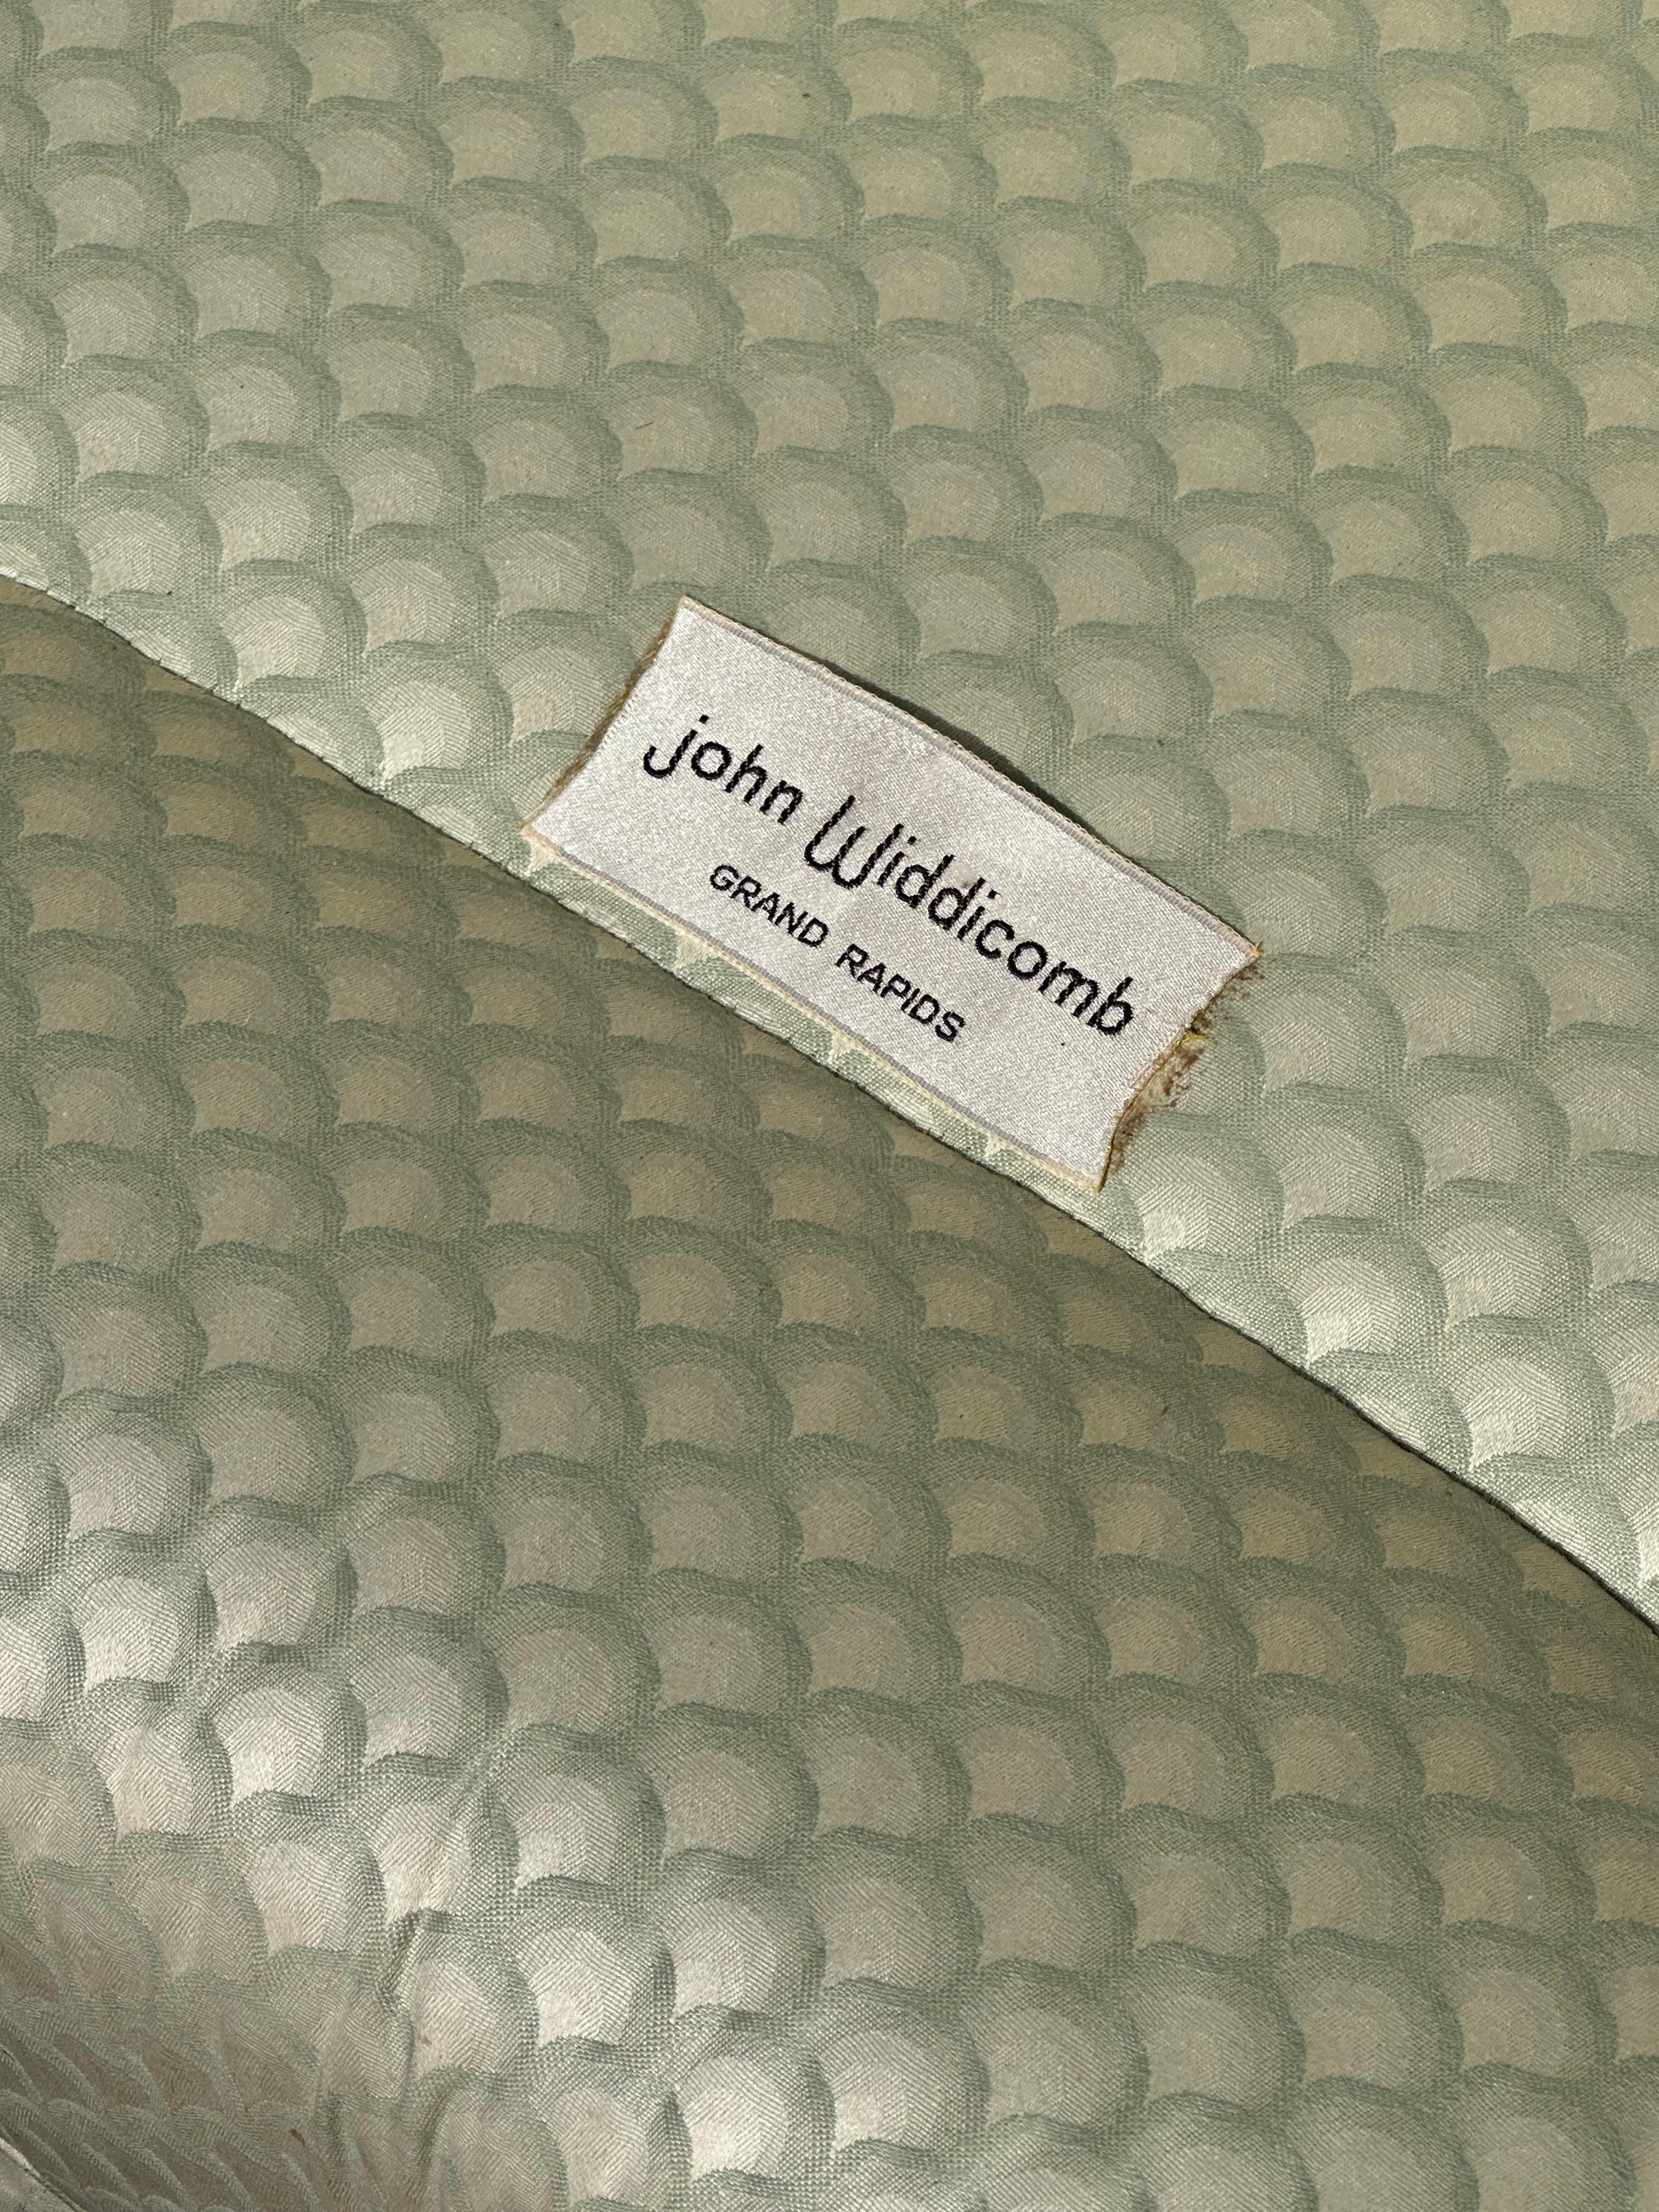 john Widdicomb
GRAND RAPIDS